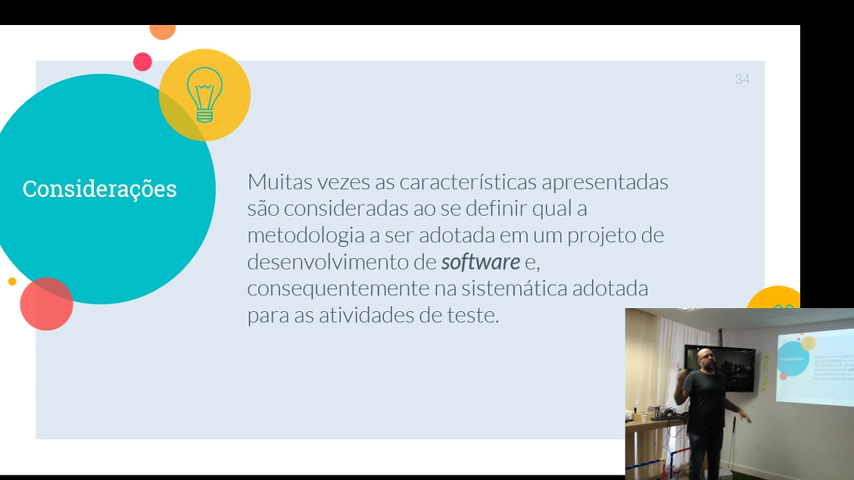 34
Considerações
Muitas vezes as características apresentadas
são consideradas ao se definir qual a
metodologia a ser adotada em um projeto de
desenvolvimento de software e,
consequentemente na sistemática adotada
para as atividades de teste.